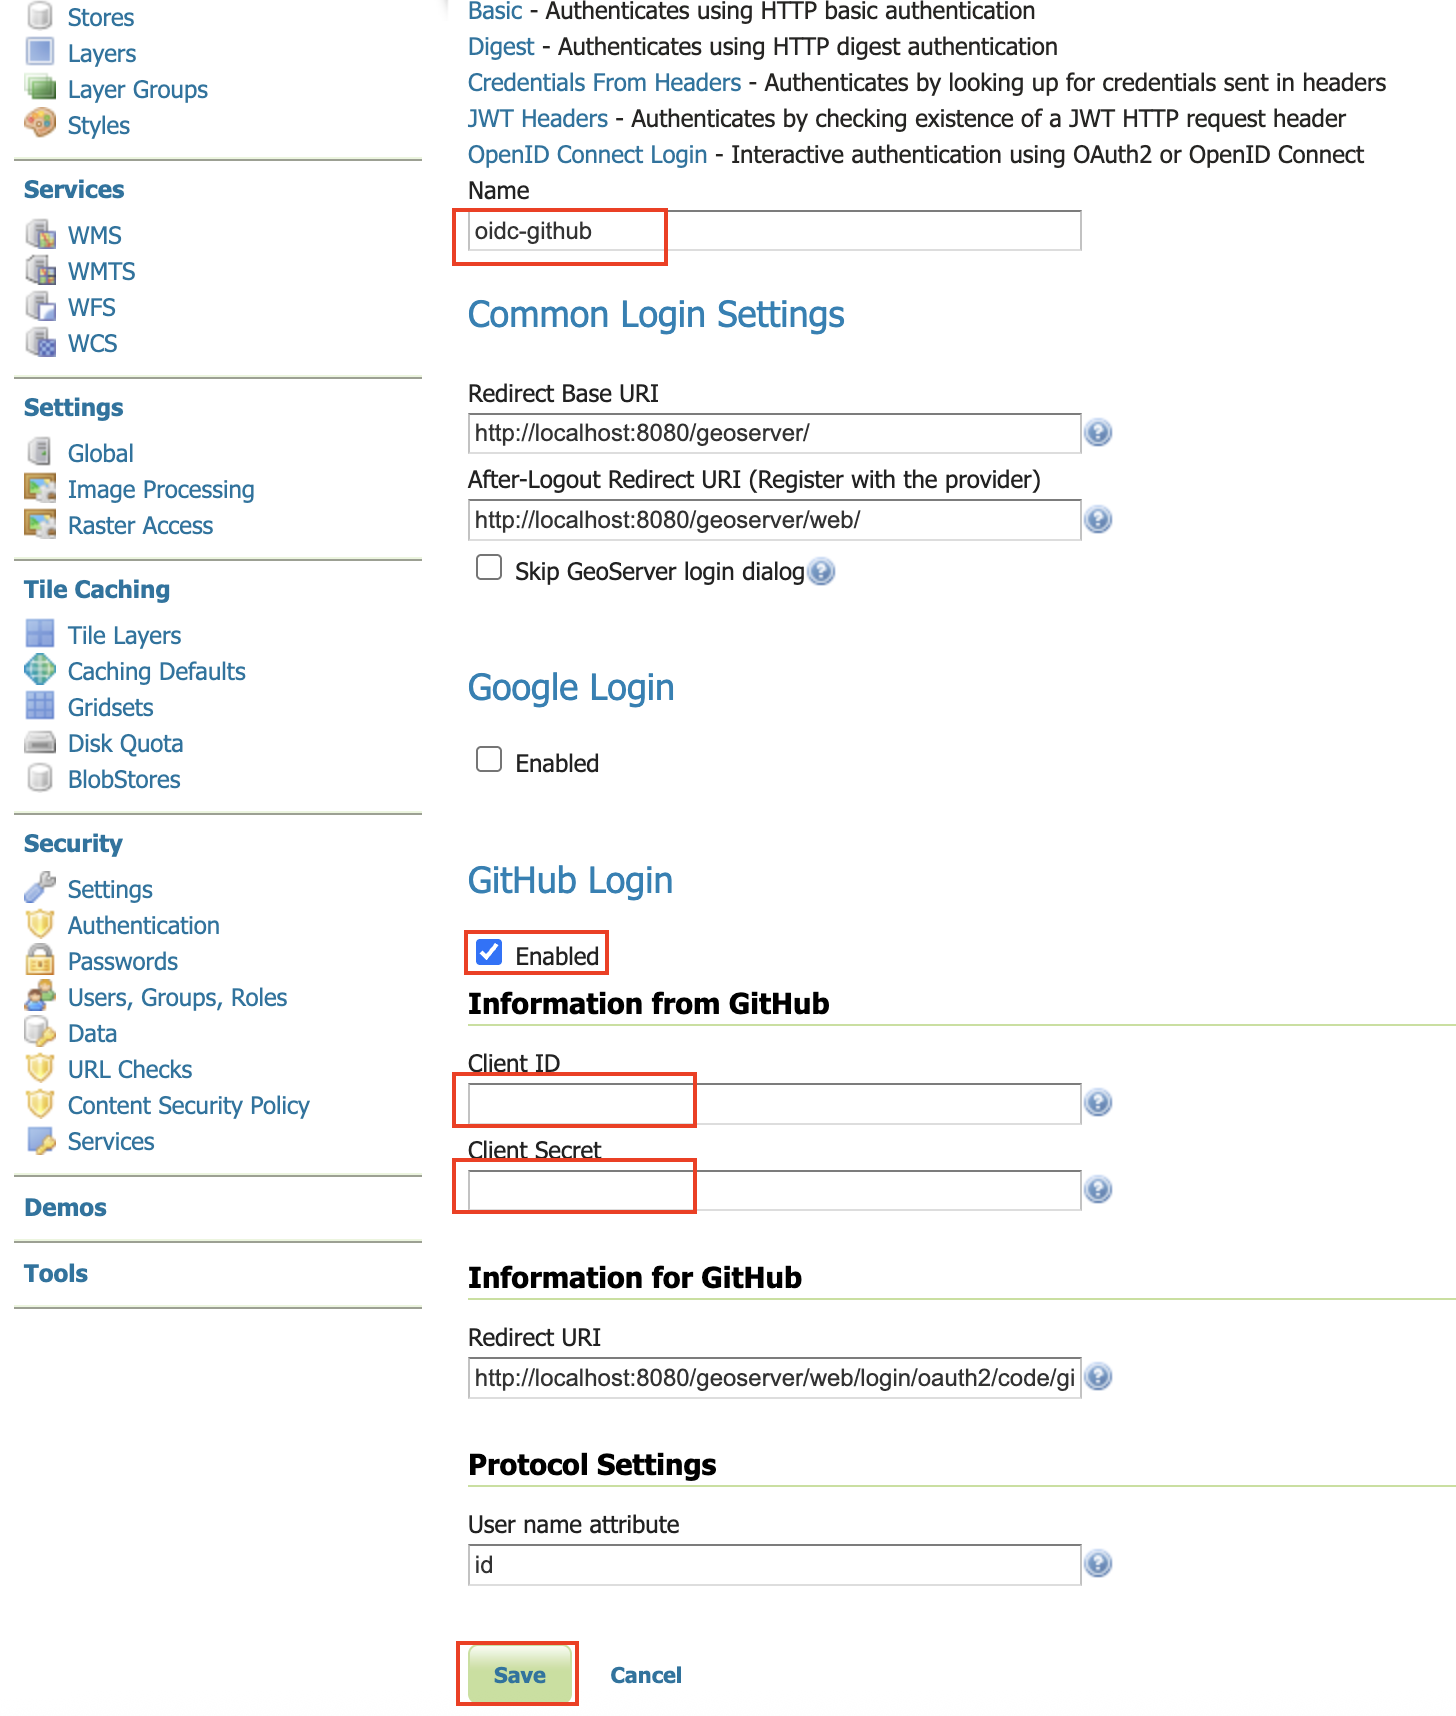 Stores
Layers
Layer Groups
Styles
Services
WMS
WMTS
WFS
WCS
Settings
Global
Image Processing
Raster Access
Tile Caching
Tile Layers
Caching Defaults
Gridsets
Disk Quota
BlobStores
Security
Settings
Authentication
Passwords
Users, Groups, Roles
Data
URL Checks
Content Security Policy
Services
Demos
Tools
Basic - Authenticates using HTTP basic authentication
Digest - Authenticates using HTTP digest authentication
Credentials From Headers - Authenticates by looking up for credentials sent in headers
JWT Headers - Authenticates by checking existence of a JWT HTTP request header
OpenID Connect Login - Interactive authentication using OAuth2 or OpenID Connect
Name
oidc-github
Common Login Settings
Redirect Base URI
http://localhost:8080/geoserver/
After-Logout Redirect URI (Register with the provider)
http://localhost:8080/geoserver/web/
Skip GeoServer login dialog
Google Login
Enabled
GitHub Login
Enabled
Information from GitHub
Client ID
Client Secret
Information for GitHub
Redirect URI
http://localhost:8080/geoserver/web/login/oauth2/code/gi
Protocol Settings
User name attribute
id
Save Cancel